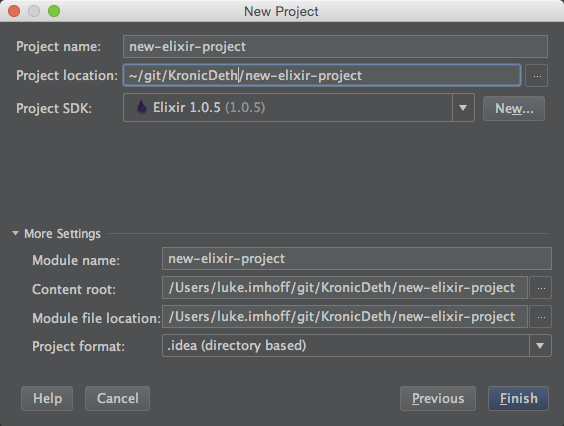 New Project
Project name: new-elixir-project
Project location: ~/git/KronicDeth/new-elixir-project ...
Project SDK: Elixir 1.0.5 (1.0.5) New...
More Settings
Module name: new-elixir-project
Content root: /Users/luke.imhoff/git/KronicDeth/new-elixir-project ...
Module file location: /Users/luke.imhoff/git/KronicDeth/new-elixir-project ...
Project format: .idea (directory based)
Help Cancel Previous Finish